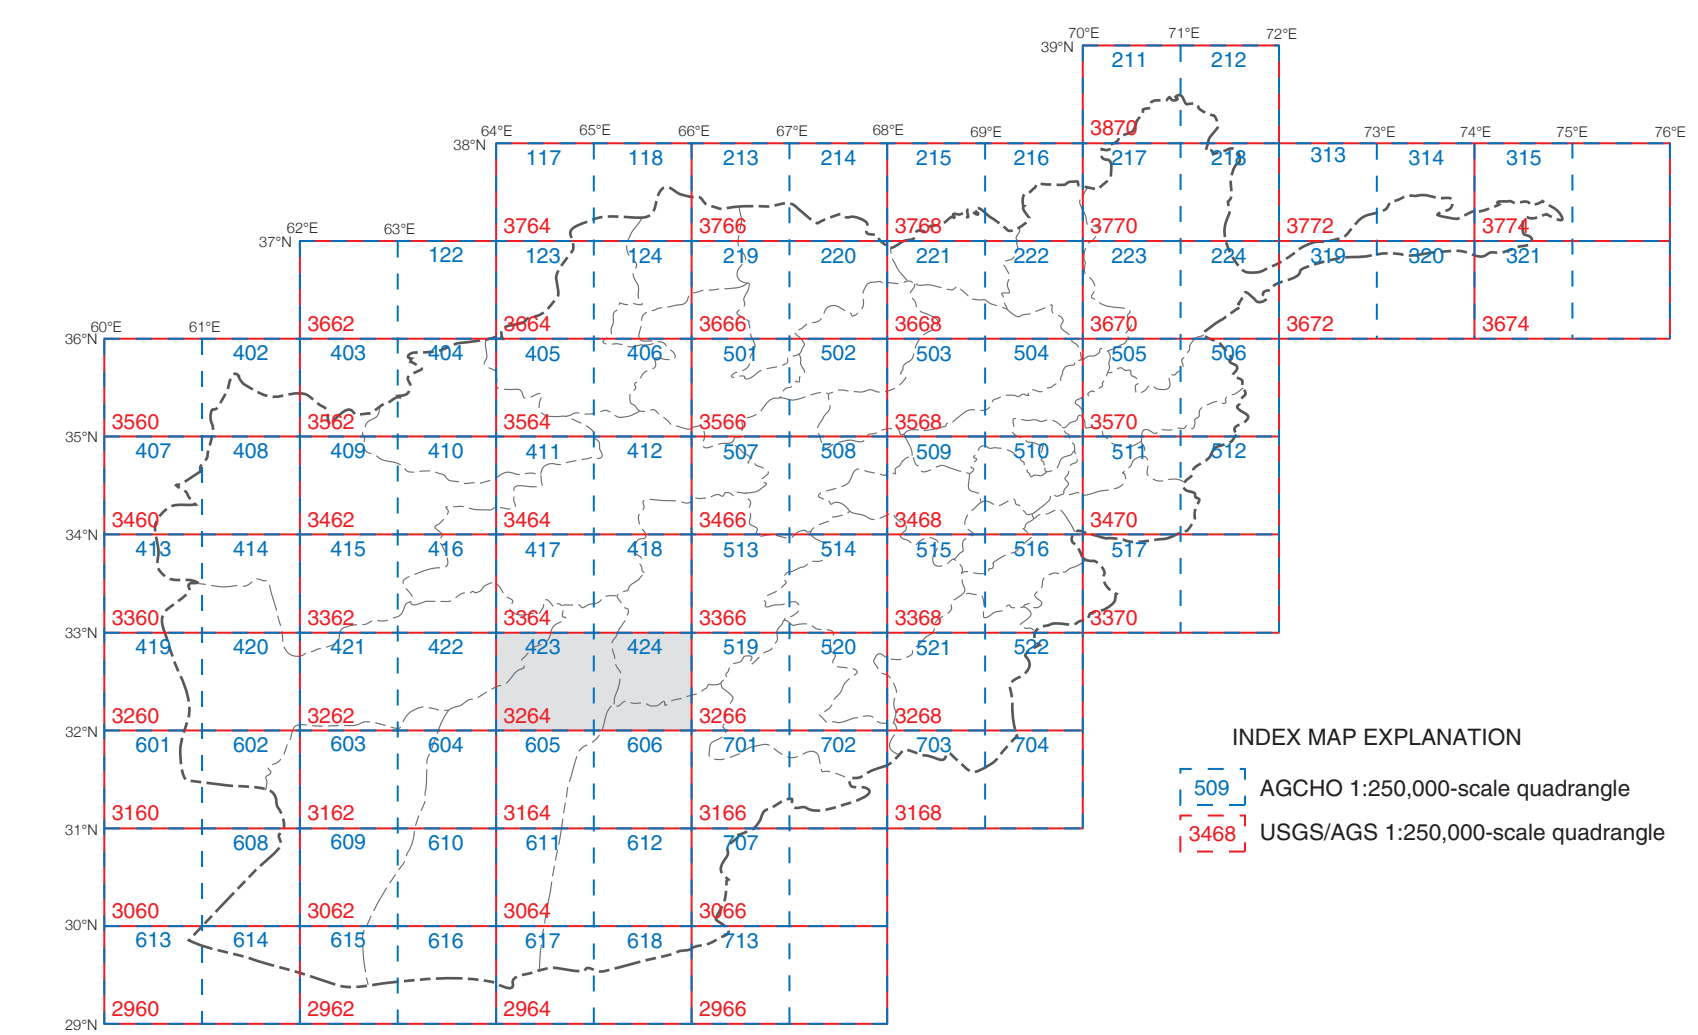 70°E 71°E 72°E
39°N
211 212
3870
64°E 65°E 66°E 67°E 68°E 69°E 73°E 74°E 75°E 76°E
38°N
117 118 213 214 215 216 217 218 313 314 315
3764 3766 3768 3770 3772 3774
62°E 63°E
37°N
122 123 124 219 220 221 222 223 224 319 320 321
3662 3664 3666 3668 3670 3672 3674
60°E 61°E
36°N
402 403 404 405 406 501 502 503 504 505 506
3560 3562 3564 3566 3568 3570
35°N
407 408 409 410 411 412 507 508 509 510 511 512
3460 3462 3464 3466 3468 3470
34°N
413 414 415 416 417 418 513 514 515 516 517
3360 3362 3364 3366 3368 3370
33°N
419 420 421 422 423 424 519 520 521 522
3260 3262 3264 3266 3268
32°N
601 602 603 604 605 606 701 702 703 704
3160 3162 3164 3166 3168
31°N
608 609 610 611 612 707
3060 3062 3064 3066
30°N
613 614 615 616 617 618 713
2960 2962 2964 2966
29°N
INDEX MAP EXPLANATION
509 AGCHO 1:250,000-scale quadrangle
3468 USGS/AGS 1:250,000-scale quadrangle